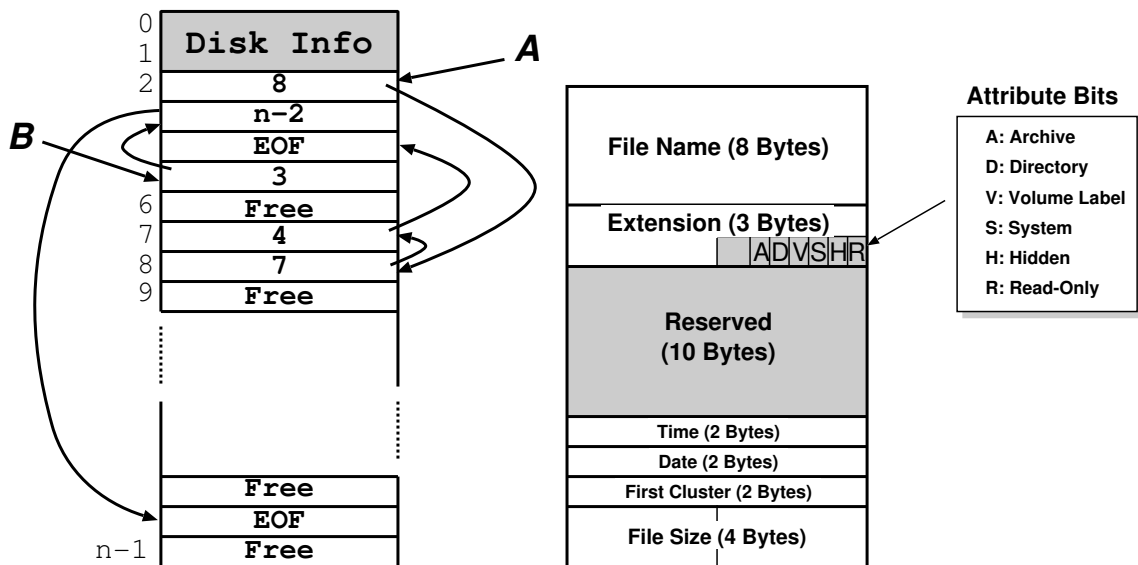 0
1
Disk Info
A
2
8
n-2
B
EOF
3
6
Free
7
4
8
7
9
Free
Free
EOF
n-1
Free
File Name (8 Bytes)
Extension (3 Bytes)
A D V S H R
Reserved
(10 Bytes)
Time (2 Bytes)
Date (2 Bytes)
First Cluster (2 Bytes)
File Size (4 Bytes)
Attribute Bits
A: Archive
D: Directory
V: Volume Label
S: System
H: Hidden
R: Read-Only